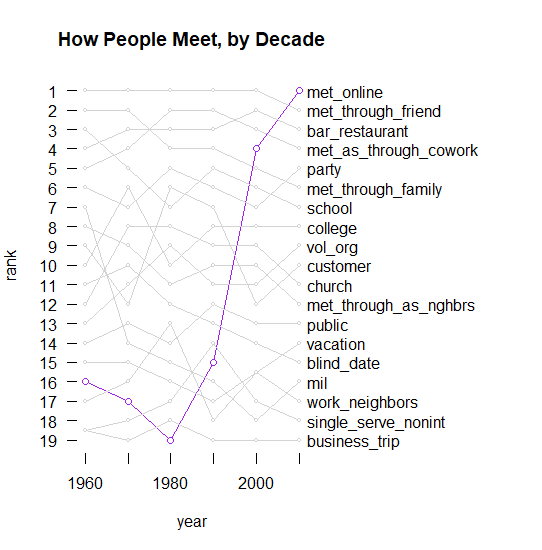 How People Meet, by Decade
1 met_online
2 met_through_friend
3 bar_restaurant
4 met_as_through_cowork
5 party
6 met_through_family
7 school
8 college
9 vol_org
10 customer
11 church
12 met_through_as_nghbrs
13 public
14 vacation
15 blind_date
16 mil
17 work_neighbors
18 single_serve_nonint
19 business_trip
rank
1960 1980 2000
year